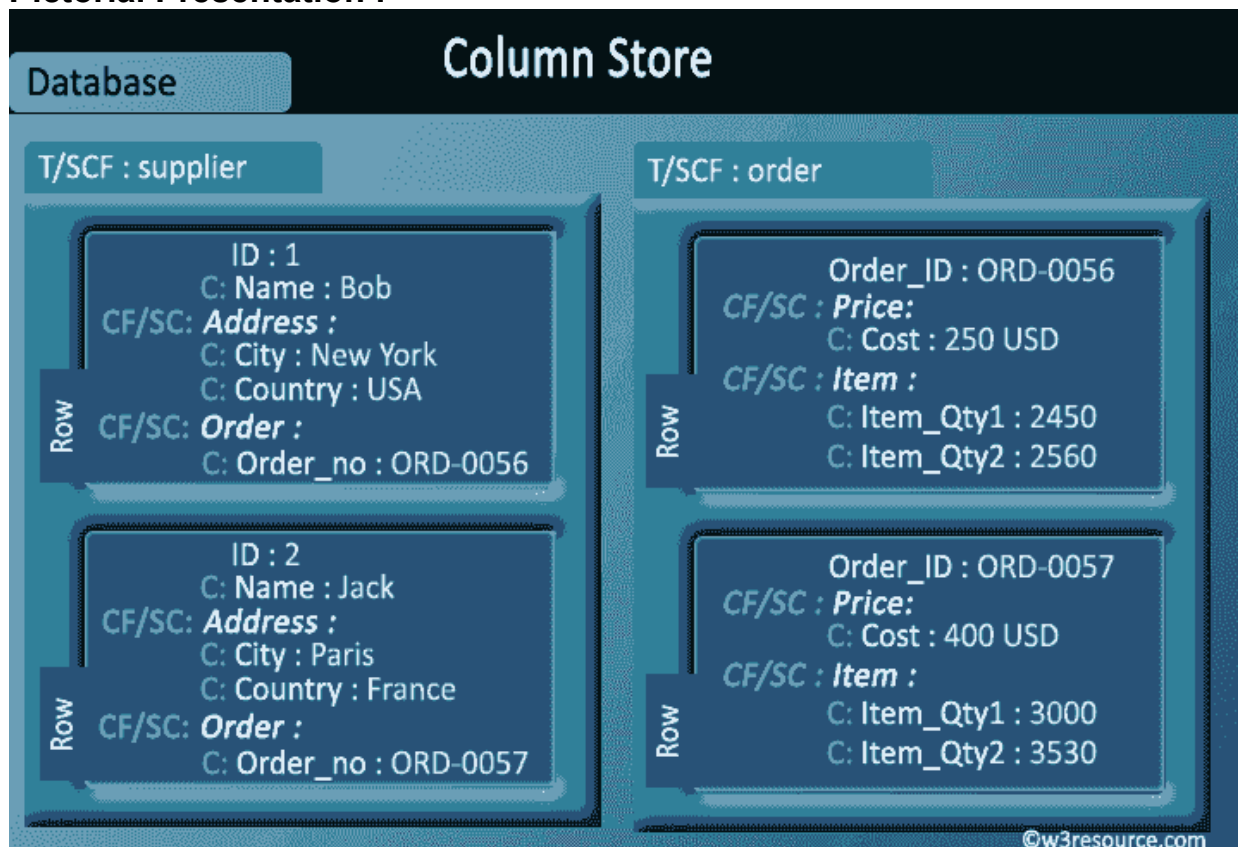 Pictorial Presentation :
Column Store
Database
T/SCF : supplier
ID : 1
C: Name : Bob
CF/SC: Address :
C: City : New York
C: Country : USA
CF/SC: Order :
C: Order_no : ORD-0056
Row
ID : 2
C: Name : Jack
CF/SC: Address :
C: City : Paris
C: Country : France
CF/SC: Order :
C: Order_no : ORD-0057
Row
T/SCF : order
Order_ID : ORD-0056
CF/SC : Price:
C: Cost : 250 USD
CF/SC : Item :
C: Item_Qty1 : 2450
C: Item_Qty2 : 2560
Row
Order_ID : ORD-0057
CF/SC : Price:
C: Cost : 400 USD
CF/SC : Item :
C: Item_Qty1 : 3000
C: Item_Qty2 : 3530
Row
©w3resource.com